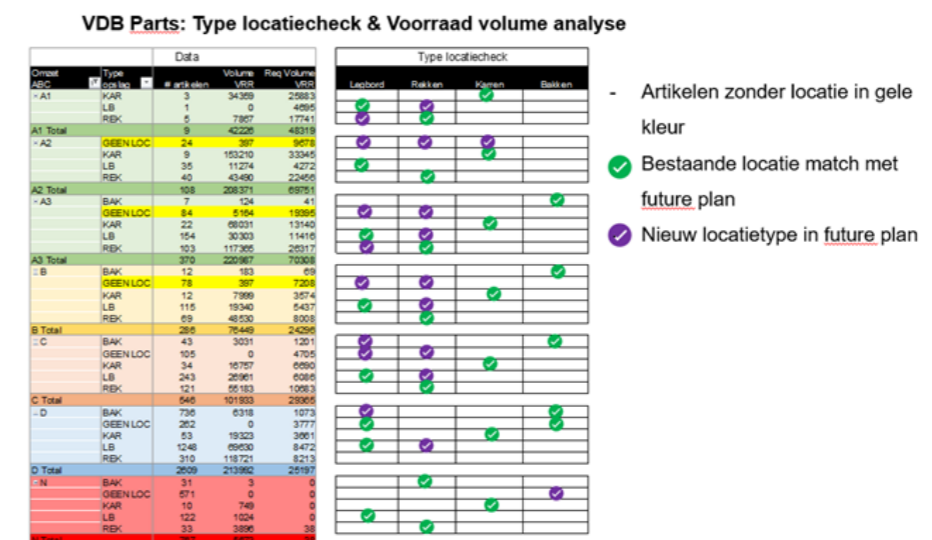 VDB Parts: Type locatiecheck & Voorraad volume analyse
Data
Type locatiecheck
Omzet ABC Type opslag # artikelen Volume VRR Req Volume VRR
Legbord Rekken Karren Bakken
A1 KAR 3 34359 25883
LB 1 0 4695
REK 5 7867 17741
A1 Total 9 42226 48319
A2 GEEN LOC 24 397 9678
KAR 9 153210 33345
LB 35 11274 4272
REK 40 43490 22456
A2 Total 108 208371 69751
A3 BAK 7 124 41
GEEN LOC 84 5164 19395
KAR 22 68031 13140
LB 154 30303 11416
REK 103 117365 26317
A3 Total 370 220987 70308
B BAK 12 183 69
GEEN LOC 78 397 7208
KAR 12 7999 3574
LB 115 19340 5437
REK 69 48530 8008
B Total 286 76449 24296
C BAK 43 3031 1201
GEEN LOC 105 0 4705
KAR 34 16757 6690
LB 243 26961 6086
REK 121 55183 10683
C Total 546 101933 29365
D BAK 736 6318 1073
GEEN LOC 262 0 3777
KAR 53 19323 3661
LB 1248 69630 8472
REK 310 118721 8213
D Total 2609 213992 25197
N BAK 31 3 0
GEEN LOC 571 0 0
KAR 10 749 0
LB 122 1024 0
REK 33 3896 38
- Artikelen zonder locatie in gele
kleur
Bestaande locatie match met
future plan
Nieuw locatietype in future plan